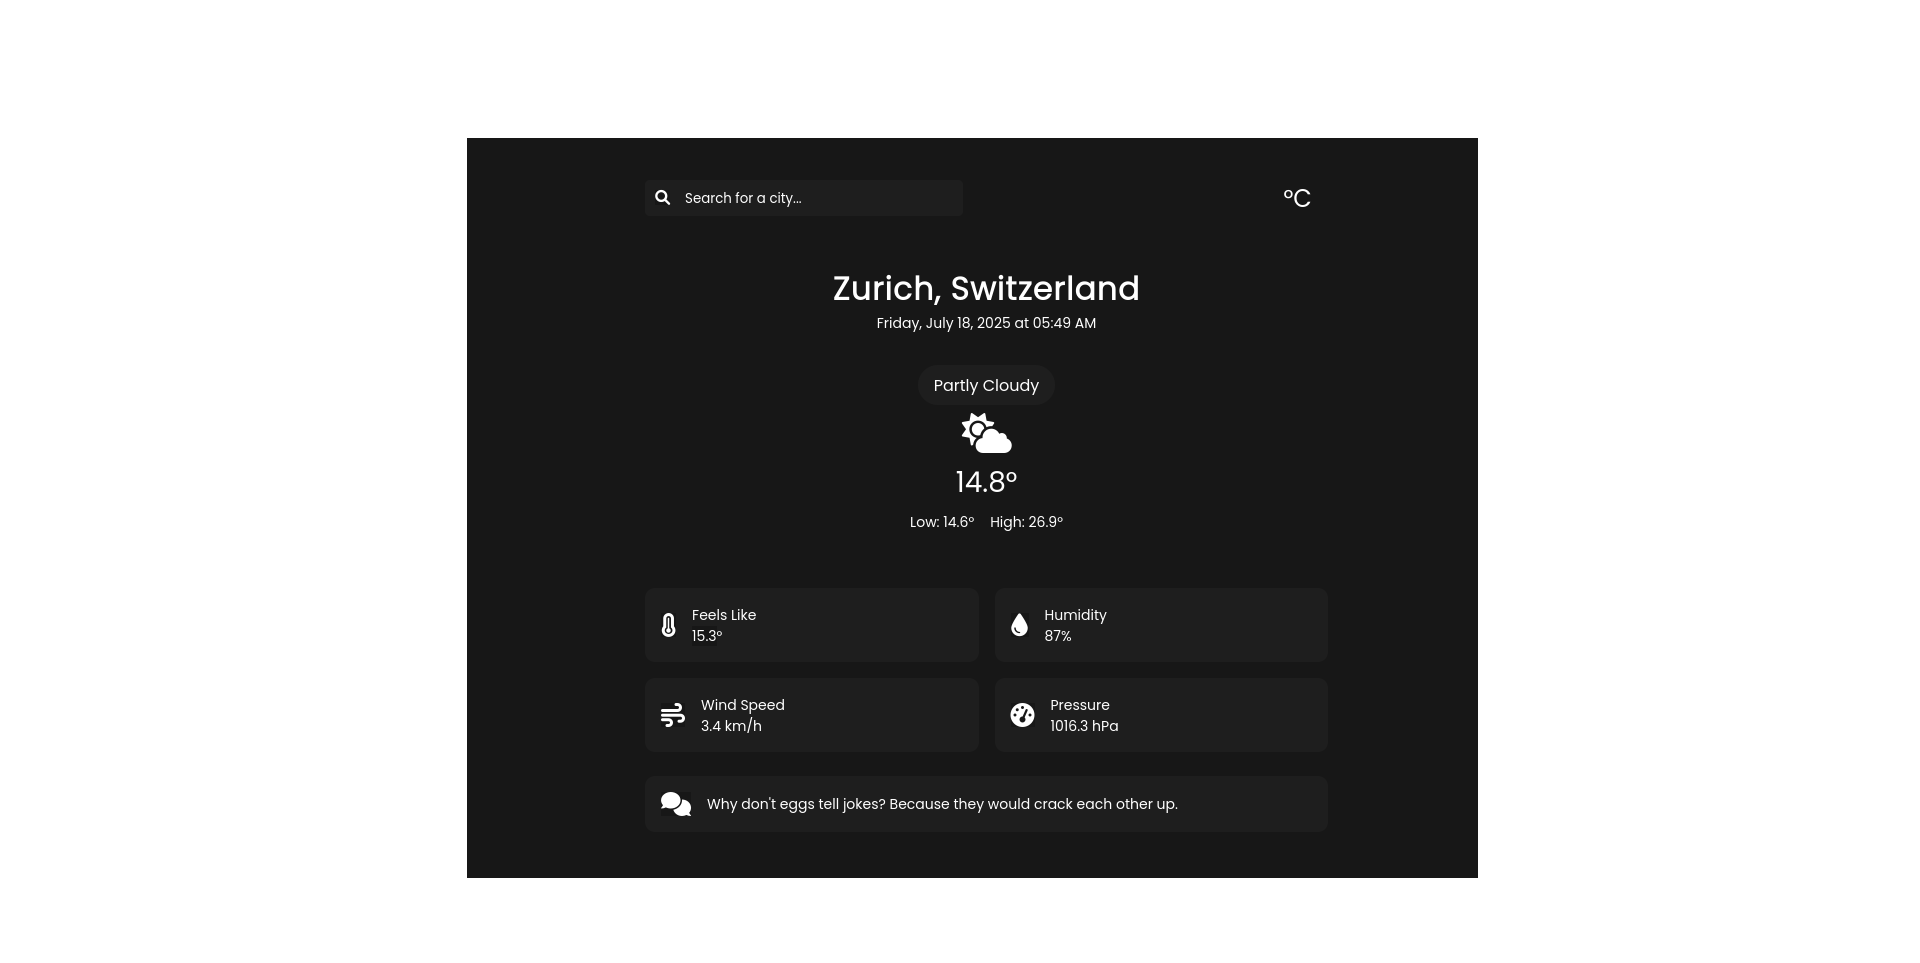 Search for a city...
°C
Zurich, Switzerland
Friday, July 18, 2025 at 05:49 AM
Partly Cloudy
14.8°
Low: 14.6° High: 26.9°
Feels Like
15.3°
Humidity
87%
Wind Speed
3.4 km/h
Pressure
1016.3 hPa
Why don't eggs tell jokes? Because they would crack each other up.